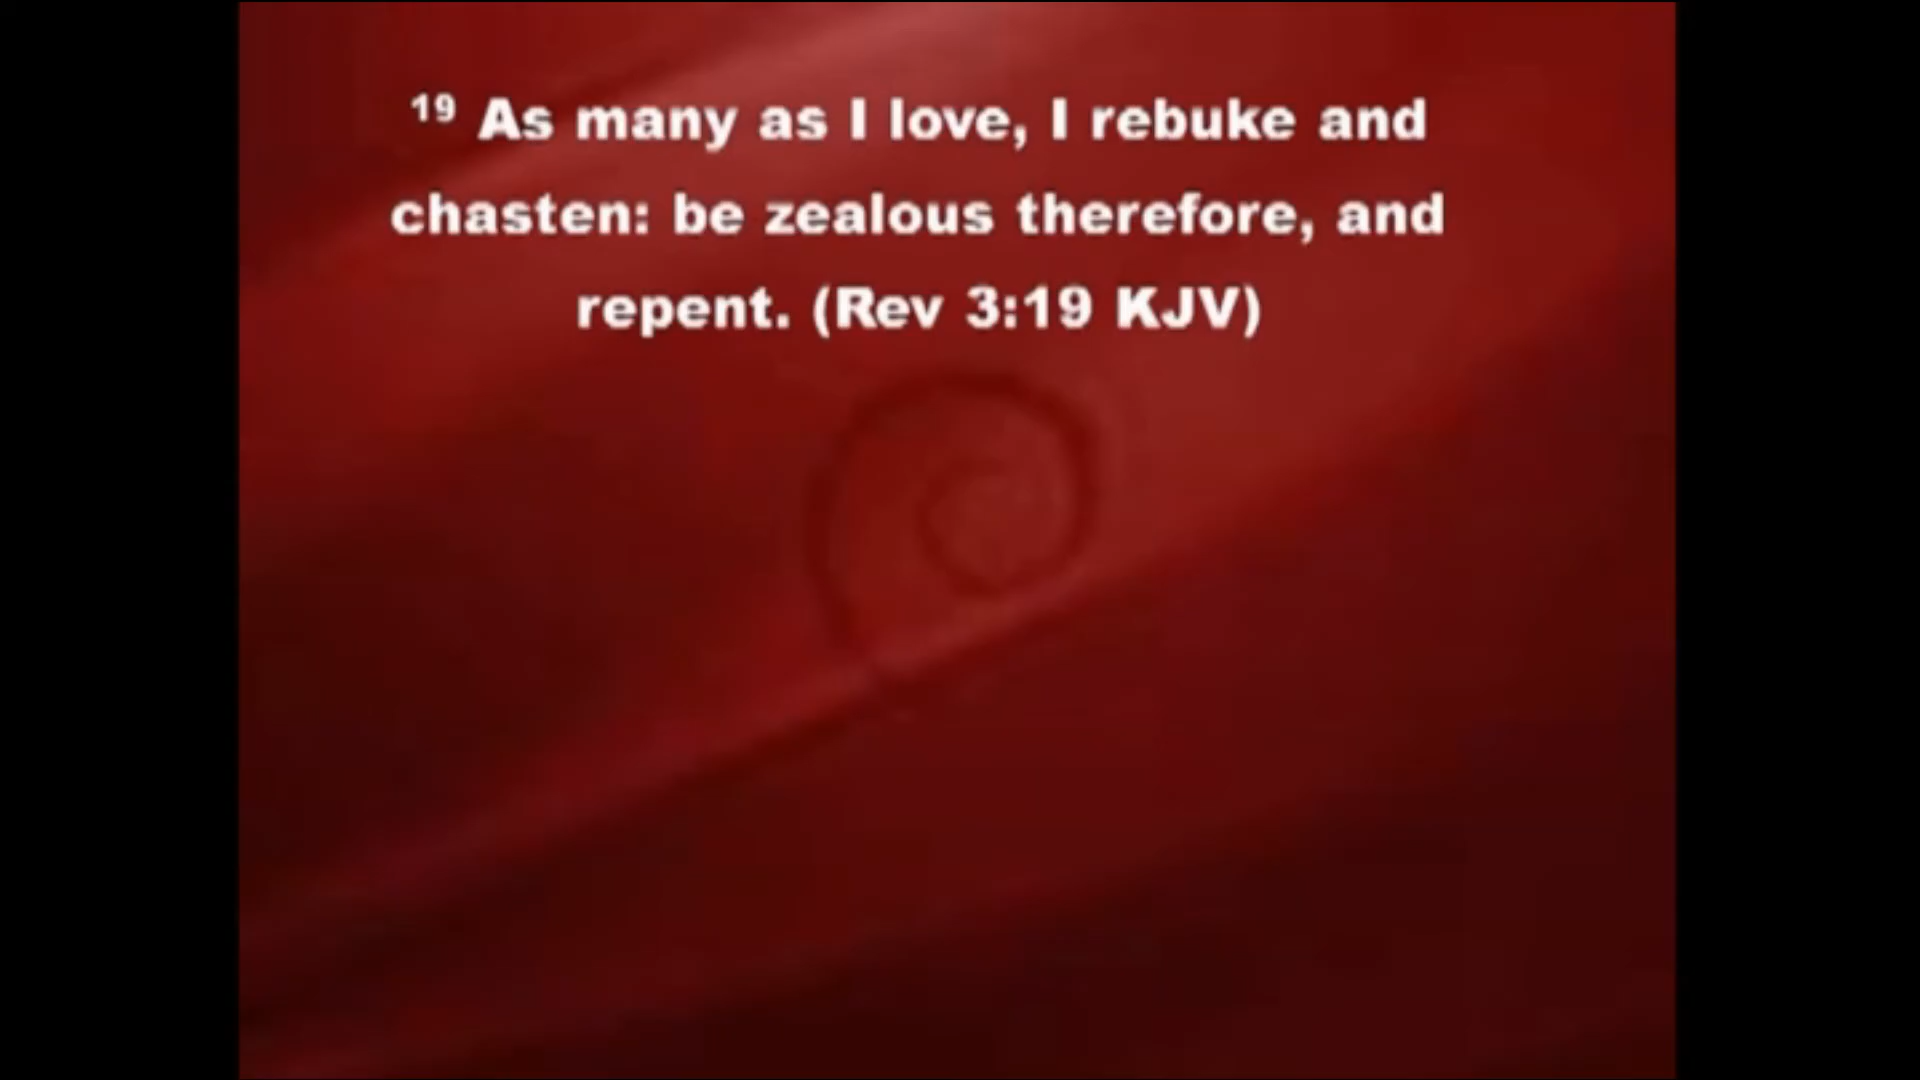 19 As many as I love, I rebuke and
chasten: be zealous therefore, and
repent. (Rev 3:19 KJV)